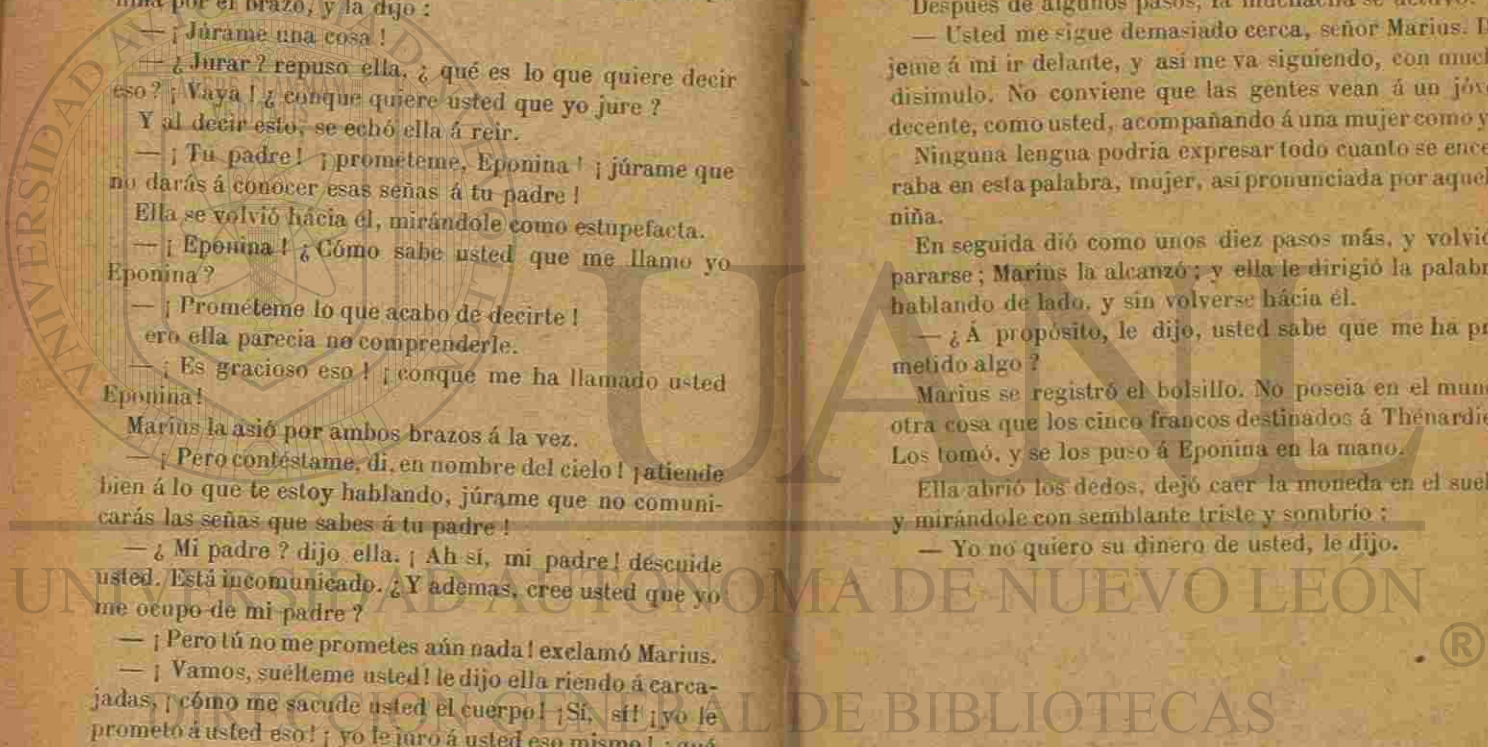 por el brazo, y la dijo :
— ¡ Júrame una cosa !
— ¿ Jurar ? repuso ella, ¿ qué es lo que quiere decir
eso ? ¡ Vaya ! ¿ conque quiere usted que yo jure ?
Y al decir esto, se echó ella á reir.
— ¡ Tu padre ! ¡ prométeme, Eponina ! ¡ júrame que
no darás á conocer esas señas á tu padre !
Ella se volvió hácia él, mirándole como estupefacta.
— ¡ Eponina ! ¿ Cómo sabe usted que me llamo yo
Eponina ?
— ¡ Prométeme lo que acabo de decirte !
ero ella parecia no comprenderle.
— ¡ Es gracioso eso ! ¡ conque me ha llamado usted
Eponina !
Marius la asió por ambos brazos á la vez.
— ¡ Pero contéstame, di, en nombre del cielo ! ¡ atiende
bien á lo que te estoy hablando, júrame que no comuni-
carás las señas que sabes á tu padre !
— ¿ Mi padre ? dijo ella. ¡ Ah sí, mi padre ! descuide
usted. Está incomunicado. ¿ Y ademas, cree usted que yo
me ocupo de mi padre ?
— ¡ Pero tú no me prometes aún nada ! exclamó Marius.
— ¡ Vamos, suélteme usted ! le dijo ella riendo á carca-
jadas, ¡ cómo me sacude usted el cuerpo ! ¡ Sí, sí ! ¡ yo le
prometo á usted eso ! ¡ yo le juro á usted eso mismo ! ¿ qué
Despues de algunos pasos, la muchacha se detuvo.
— Usted me sigue demasiado cerca, señor Marius. D
jeme á mi ir delante, y asi me va siguiendo, con much
disimulo. No conviene que las gentes vean á un jóve
decente, como usted, acompañando á una mujer como y
Ninguna lengua podria expresar todo cuanto se ence
raba en esta palabra, mujer, asi pronunciada por aquel
niña.
En seguida dió como unos diez pasos más, y volvió
pararse ; Marius la alcanzó ; y ella le dirigió la palabr
hablando de lado, y sin volverse hácia él.
— ¿ Á propósito, le dijo, usted sabe que me ha pr
metido algo ?
Marius se registró el bolsillo. No poseia en el mun
otra cosa que los cinco francos destinados á Thénardie
Los tomó, y se los puso á Eponina en la mano.
Ella abrió los dedos, dejó caer la moneda en el suel
y mirándole con semblante triste y sombrío :
— Yo no quiero su dinero de usted, le dijo.
UANL
UNIVERSIDAD AUTÓNOMA DE NUEVO LEÓN
®
DIRECCIÓN GENERAL DE BIBLIOTECAS